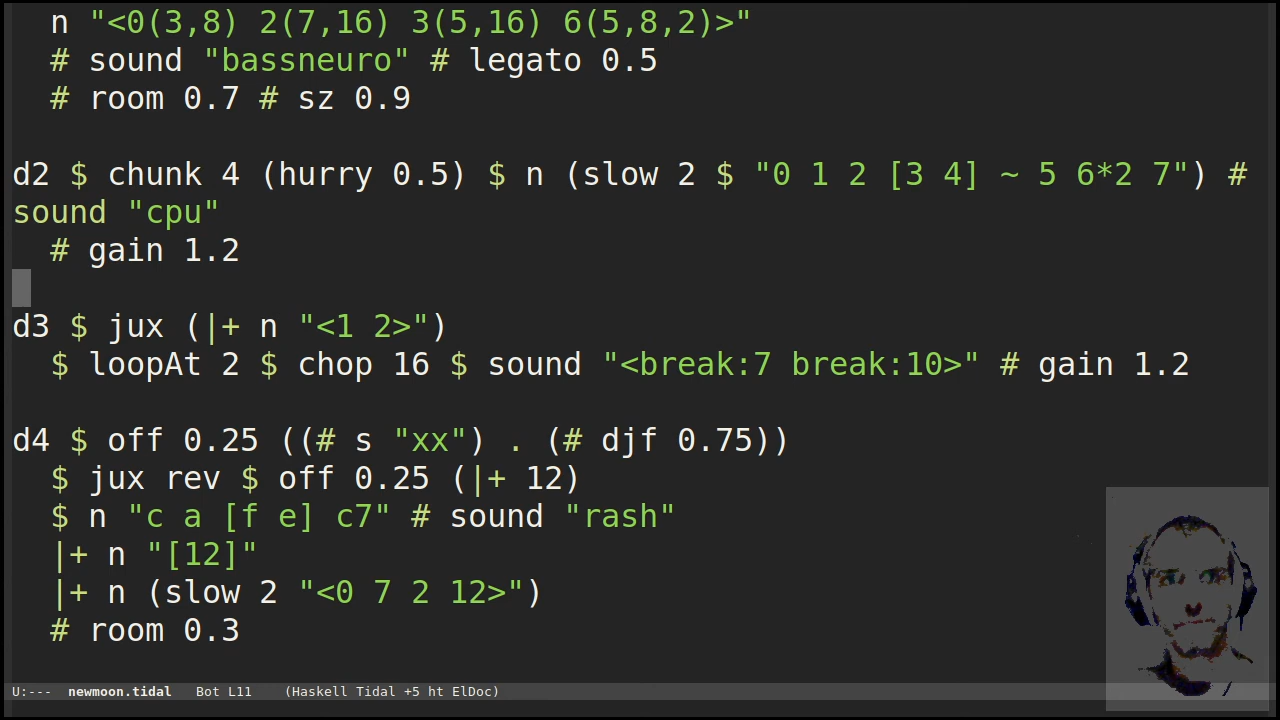 n "<0(3,8) 2(7,16) 3(5,16) 6(5,8,2)>"
# sound "bassneuro" # legato 0.5
# room 0.7 # sz 0.9
d2 $ chunk 4 (hurry 0.5) $ n (slow 2 $ "0 1 2 [3 4] ~ 5 6*2 7") #
sound "cpu"
# gain 1.2
d3 $ jux (|+ n "<1 2>")
$ loopAt 2 $ chop 16 $ sound "<break:7 break:10>" # gain 1.2
d4 $ off 0.25 ((# s "xx") . (# djf 0.75))
$ jux rev $ off 0.25 (|+ 12)
$ n "c a [f e] c7" # sound "rash"
|+ n "[12]"
|+ n (slow 2 "<0 7 2 12>")
# room 0.3
U:--- newmoon.tidal Bot L11 (Haskell Tidal +5 ht ElDoc)